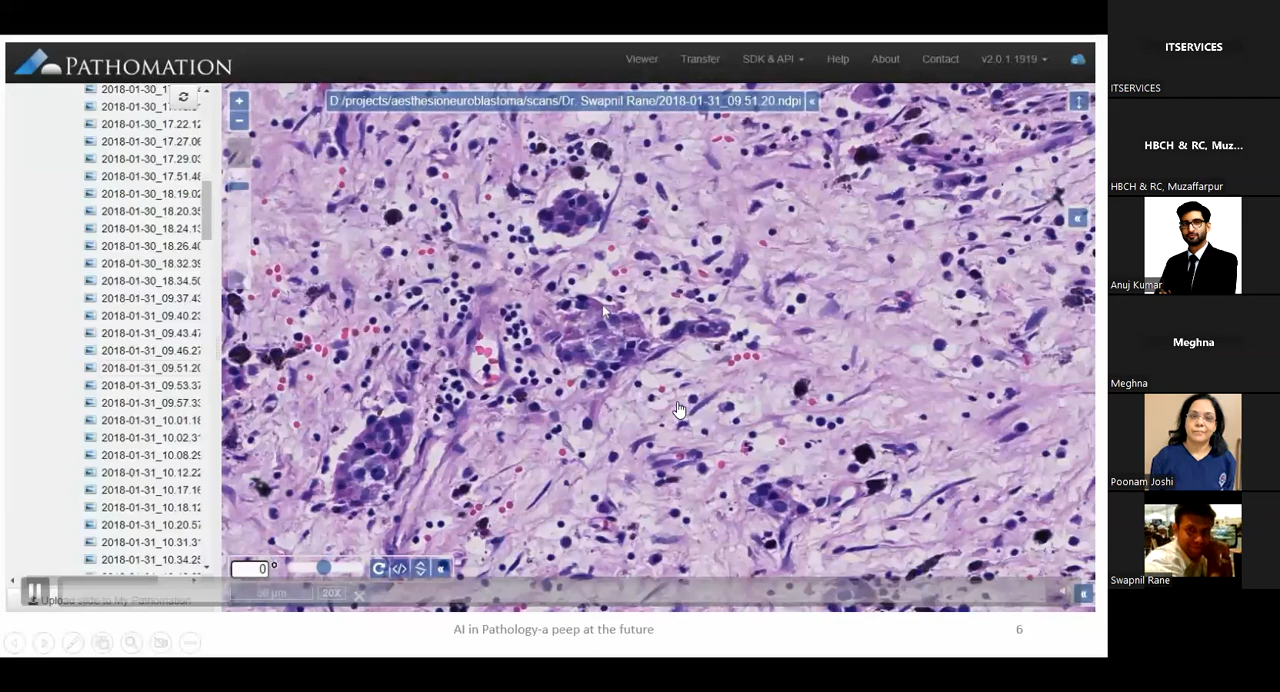 PATHOMATION
Viewer Transfer SDK & API Help About Contact v2.0.1.1919
D:/projects/aesthesioneuroblastoma/scans/Dr. Swapnil Rane/2018-01-31_09.51.20.ndpi «
2018-01-30_17.22.12
2018-01-30_17.27.06
2018-01-30_17.29.03
2018-01-30_17.51.48
2018-01-30_18.19.02
2018-01-30_18.20.35
2018-01-30_18.24.13
2018-01-30_18.26.40
2018-01-30_18.32.39
2018-01-30_18.34.50
2018-01-31_09.37.43
2018-01-31_09.40.23
2018-01-31_09.43.47
2018-01-31_09.46.27
2018-01-31_09.51.20
2018-01-31_09.53.37
2018-01-31_09.57.33
2018-01-31_10.01.18
2018-01-31_10.02.31
2018-01-31_10.08.29
2018-01-31_10.12.22
2018-01-31_10.17.16
2018-01-31_10.18.12
2018-01-31_10.20.57
2018-01-31_10.31.31
2018-01-31_10.34.25
0 °
50 µm 20X
Upload slide to My Pathomation
AI in Pathology-a peep at the future 6
ITSERVICES
ITSERVICES
HBCH & RC, Muz...
HBCH & RC, Muzaffarpur
Anuj Kumar
Meghna
Meghna
Poonam Joshi
Swapnil Rane